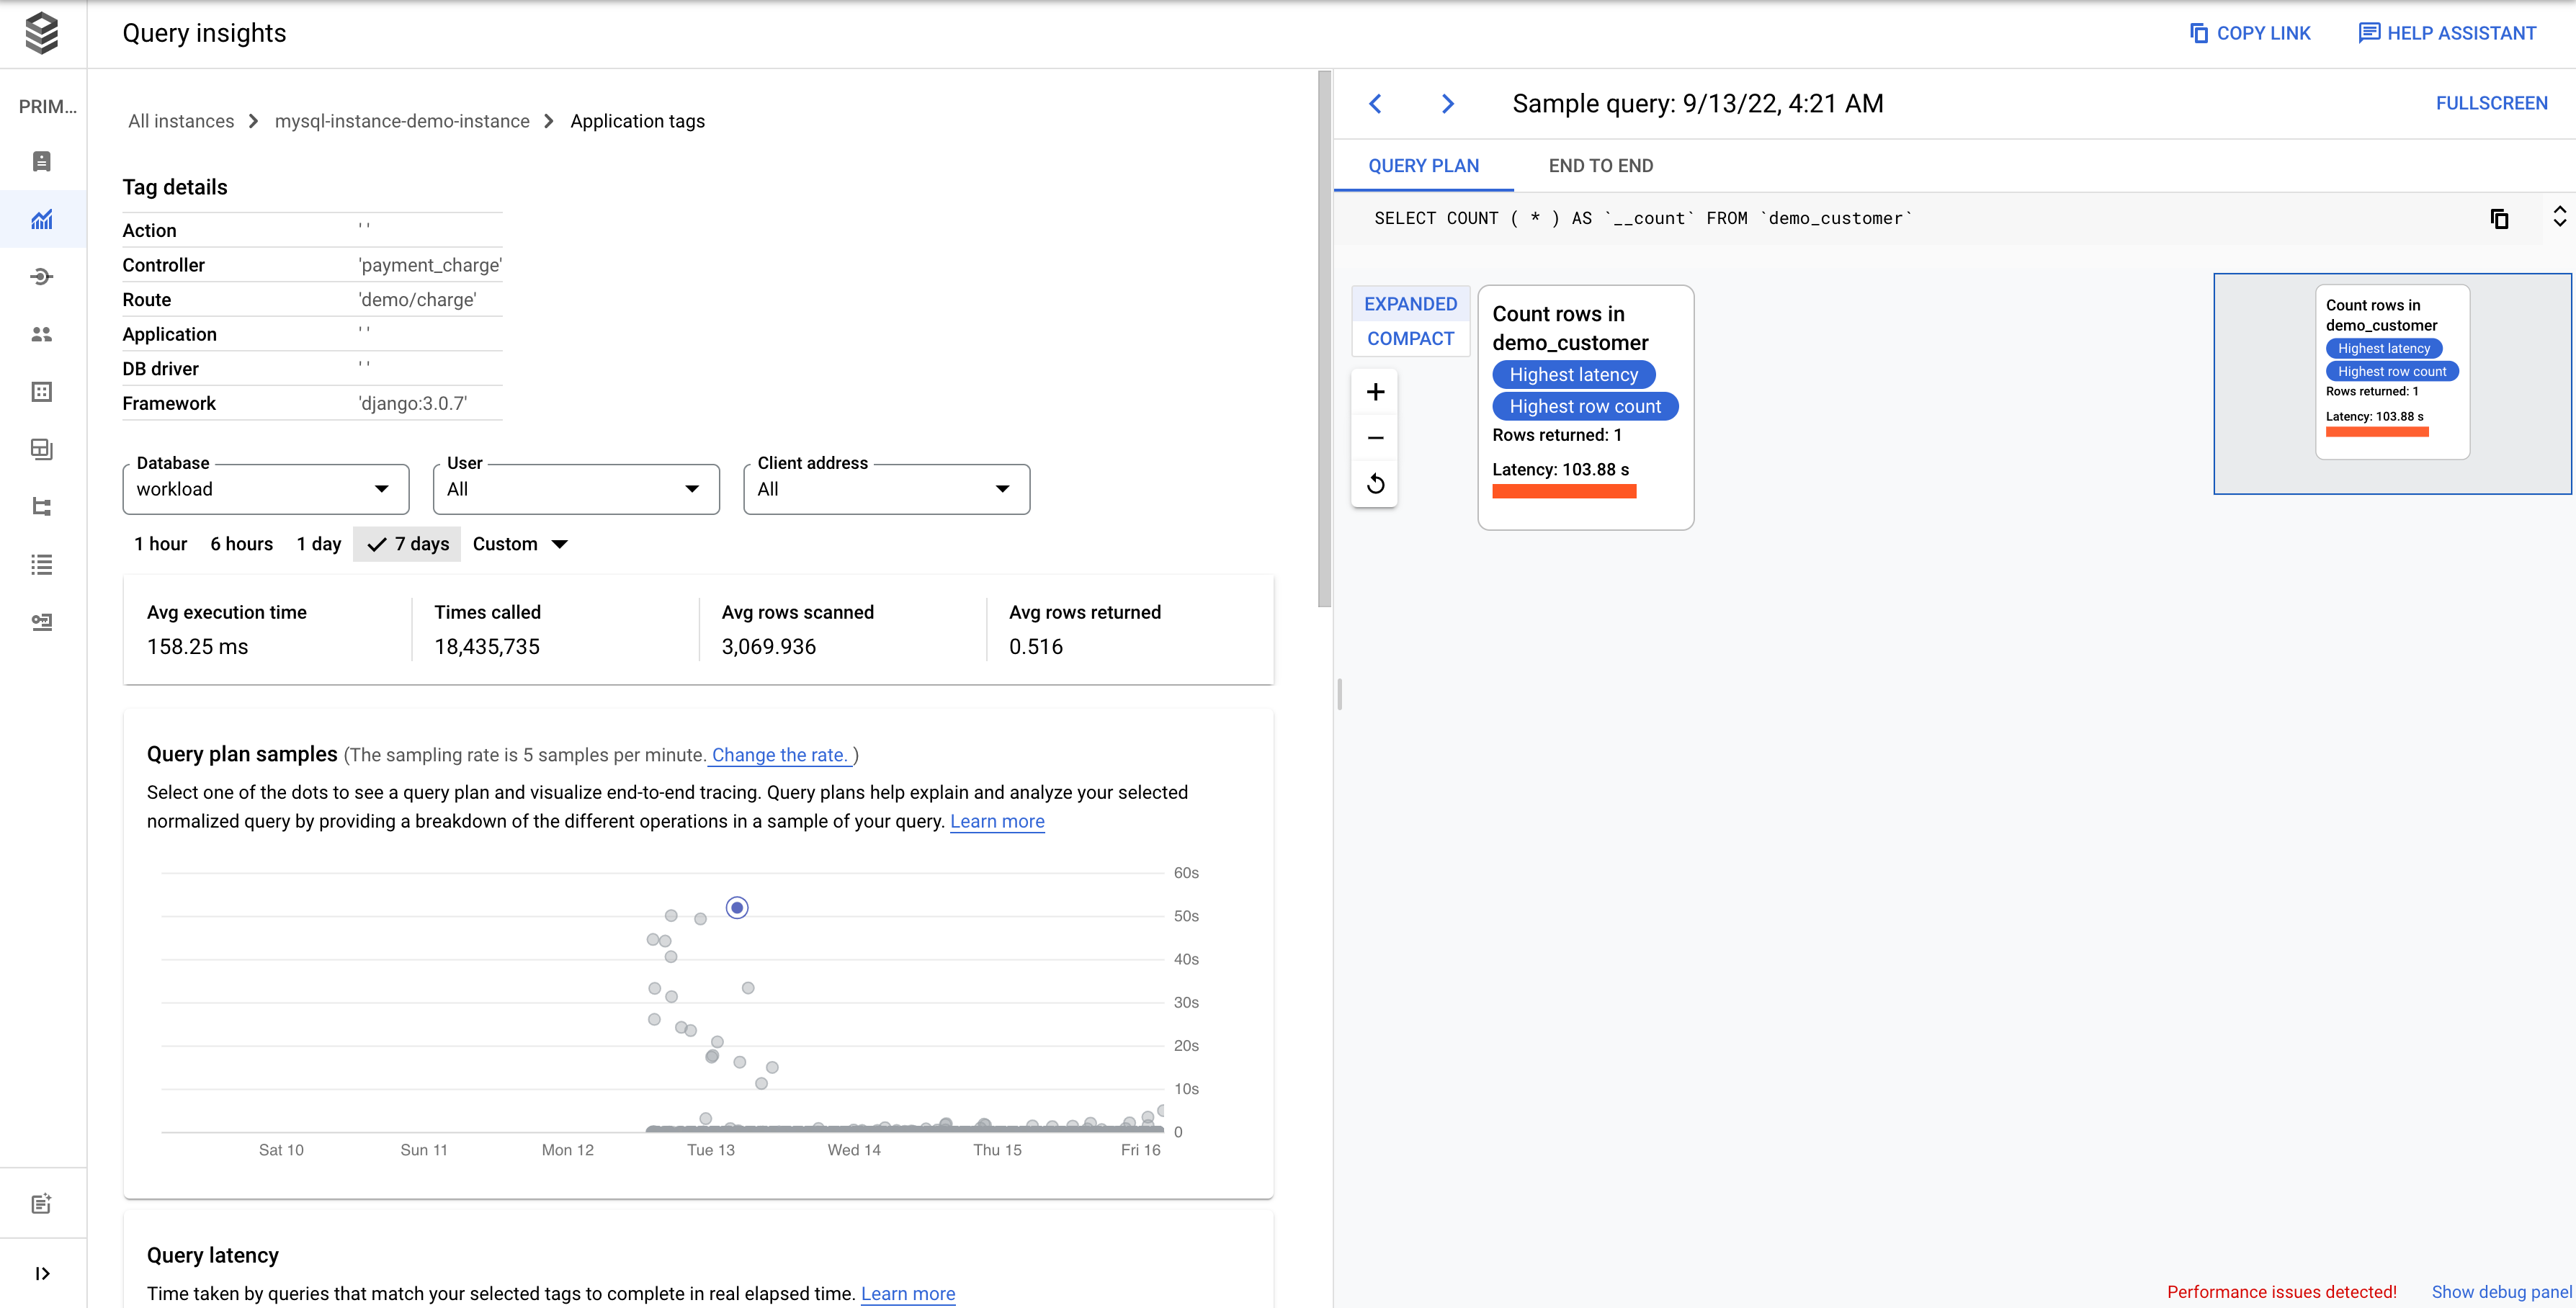 Query insights
COPY LINK
HELP ASSISTANT
PRIM...
All instances
mysql-instance-demo-instance
Application tags
Tag details
Action ' '
Controller 'payment_charge'
Route 'demo/charge'
Application ' '
DB driver ' '
Framework 'django:3.0.7'
Database
workload
User
All
Client address
All
1 hour
6 hours
1 day
7 days
Custom
Avg execution time
158.25 ms
Times called
18,435,735
Avg rows scanned
3,069.936
Avg rows returned
0.516
Query plan samples (The sampling rate is 5 samples per minute. Change the rate. )
Select one of the dots to see a query plan and visualize end-to-end tracing. Query plans help explain and analyze your selected
normalized query by providing a breakdown of the different operations in a sample of your query. Learn more
60s
50s
40s
30s
20s
10s
0
Sat 10
Sun 11
Mon 12
Tue 13
Wed 14
Thu 15
Fri 16
Query latency
Time taken by queries that match your selected tags to complete in real elapsed time. Learn more
Sample query: 9/13/22, 4:21 AM
FULLSCREEN
QUERY PLAN
END TO END
SELECT COUNT ( * ) AS `__count` FROM `demo_customer`
EXPANDED
COMPACT
Count rows in
demo_customer
Highest latency
Highest row count
Rows returned: 1
Latency: 103.88 s
Count rows in
demo_customer
Highest latency
Highest row count
Rows returned: 1
Latency: 103.88 s
Performance issues detected!
Show debug panel